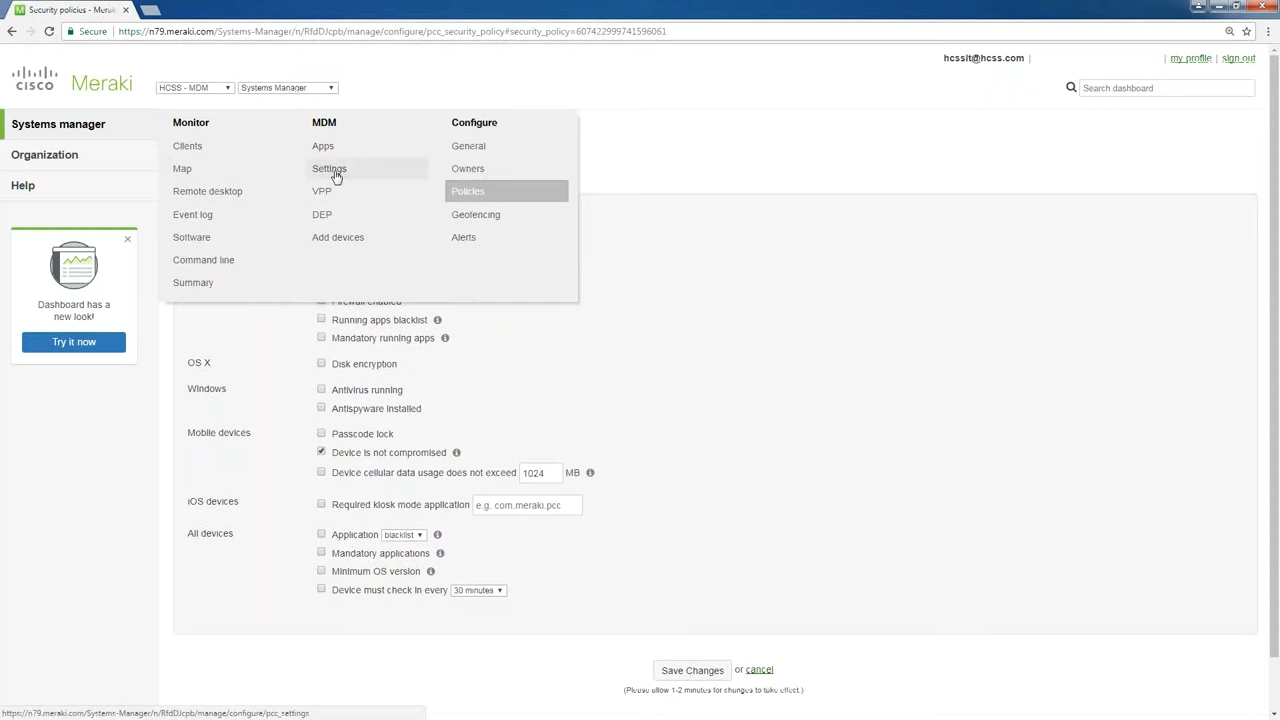 Security policies - Mera
Secure
https://n79.meraki.com/Systems-Manager/n/RfdDJcpb/manage/configure/pcc_security_policy#security_policy=607422999741596061
hcssit@hcss.com
my profile
sign out
cisco Meraki
HCSS - MDM
Systems Manager
Search dashboard
Systems manager
Organization
Help
Monitor
Clients
Map
Remote desktop
Event log
Software
Command line
Summary
MDM
Apps
Settings
VPP
DEP
Add devices
Configure
General
Owners
Policies
Geofencing
Alerts
Dashboard has a
new look!
Try it now
Firewall enabled
Running apps blacklist
Mandatory running apps
OS X
Disk encryption
Windows
Antivirus running
Antispyware installed
Mobile devices
Passcode lock
Device is not compromised
Device cellular data usage does not exceed 1024 MB
iOS devices
Required kiosk mode application e.g. com.meraki.pcc
All devices
Application blacklist
Mandatory applications
Minimum OS version
Device must check in every 30 minutes
Save Changes or cancel
(Please allow 1-2 minutes for changes to take effect.)
https://n79.meraki.com/Systems-Manager/n/RfdDJcpb/manage/configure/pcc_settings